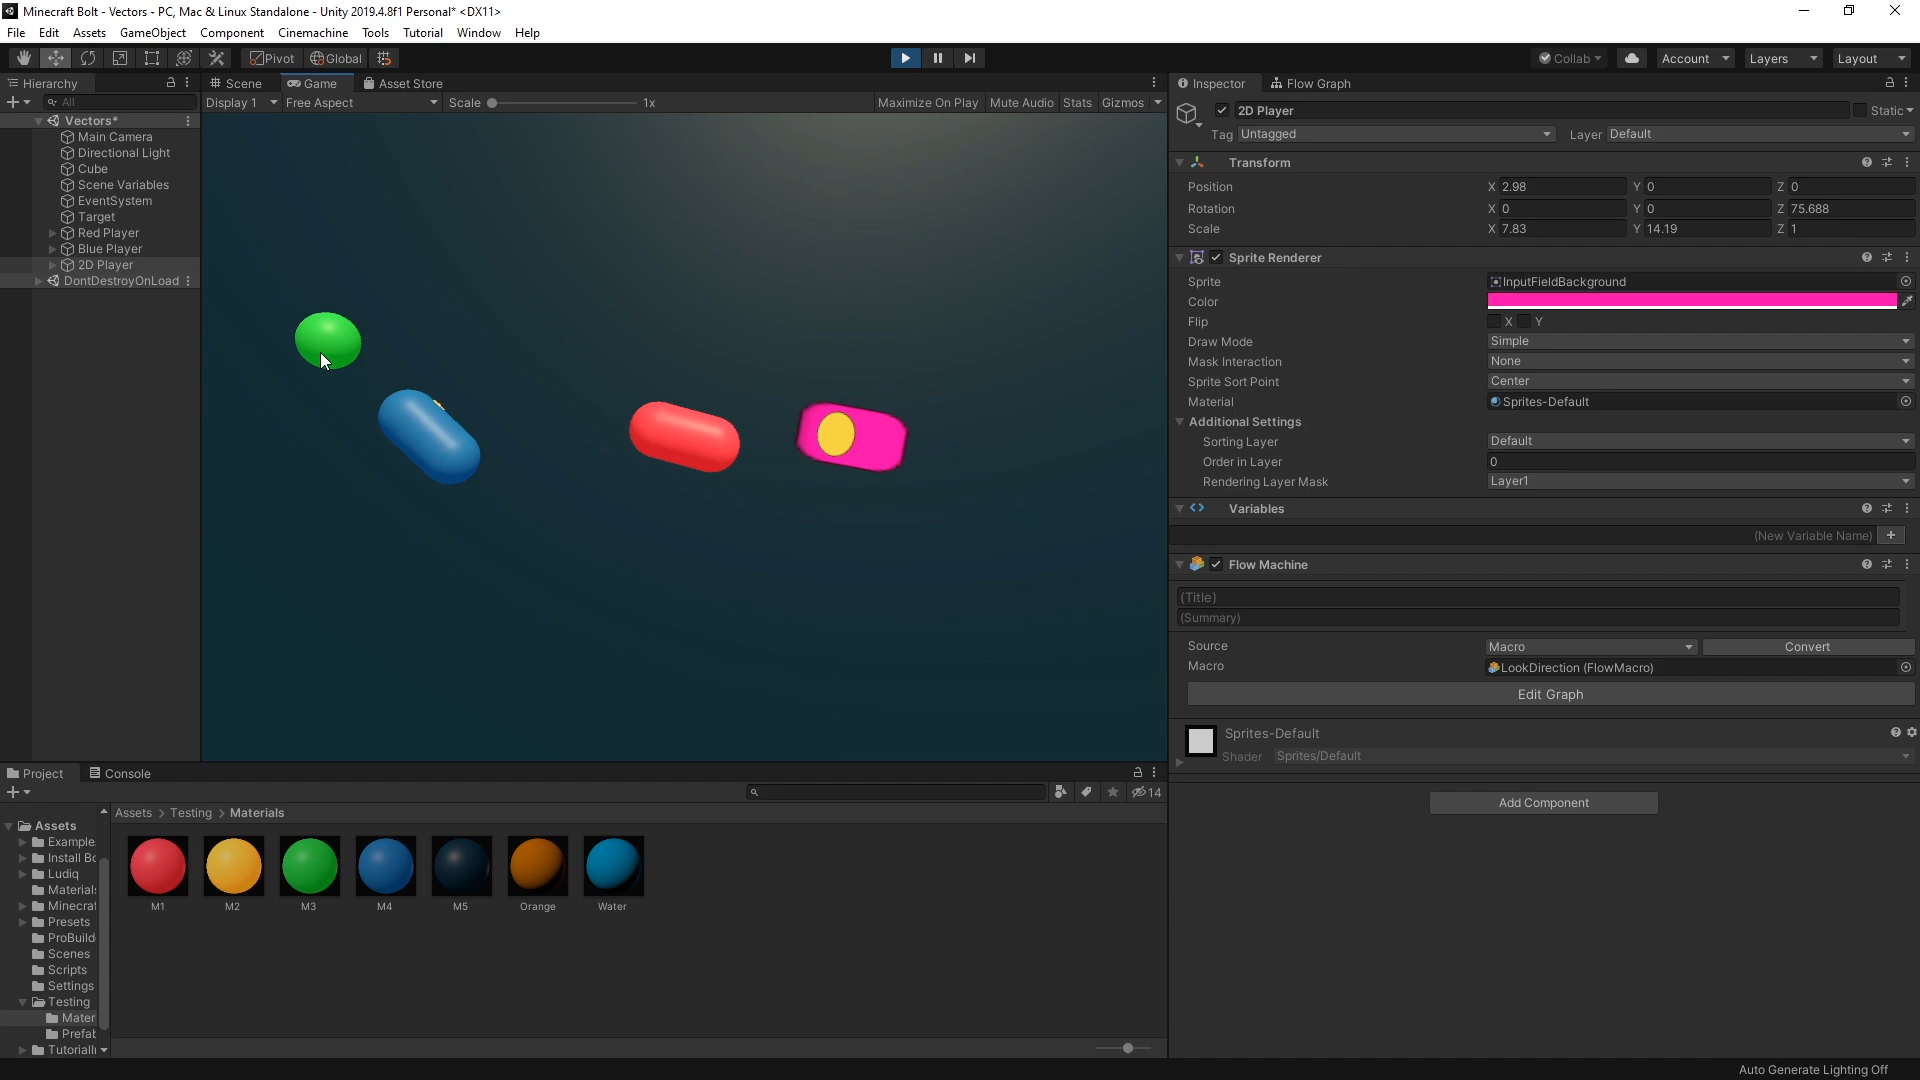 Minecraft Bolt - Vectors - PC, Mac & Linux Standalone - Unity 2019.4.8f1 Personal* <DX11>
File Edit Assets GameObject Component Cinemachine Tools Tutorial Window Help
Pivot Global Collab Account Layers Layout
Hierarchy
All
Vectors*
Main Camera
Directional Light
Cube
Scene Variables
EventSystem
Target
Red Player
Blue Player
2D Player
DontDestroyOnLoad
Scene Game Asset Store
Display 1 Free Aspect Scale 1x Maximize On Play Mute Audio Stats Gizmos
Inspector Flow Graph
2D Player Static
Tag Untagged Layer Default
Transform
Position X 2.98 Y 0 Z 0
Rotation X 0 Y 0 Z 75.688
Scale X 7.83 Y 14.19 Z 1
Sprite Renderer
Sprite InputFieldBackground
Color
Flip X Y
Draw Mode Simple
Mask Interaction None
Sprite Sort Point Center
Material Sprites-Default
Additional Settings
Sorting Layer Default
Order in Layer 0
Rendering Layer Mask Layer1
Variables
(New Variable Name)
Flow Machine
(Title)
(Summary)
Source Macro Convert
Macro LookDirection (FlowMacro)
Edit Graph
Sprites-Default
Shader Sprites/Default
Add Component
Project Console
14
Assets > Testing > Materials
Assets
Example
Install Bo
Ludiq
Materials
Minecraf
Presets
ProBuild
Scenes
Scripts
Settings
Testing
Mater
Prefab
TutorialI
M1 M2 M3 M4 M5 Orange Water
Auto Generate Lighting Off